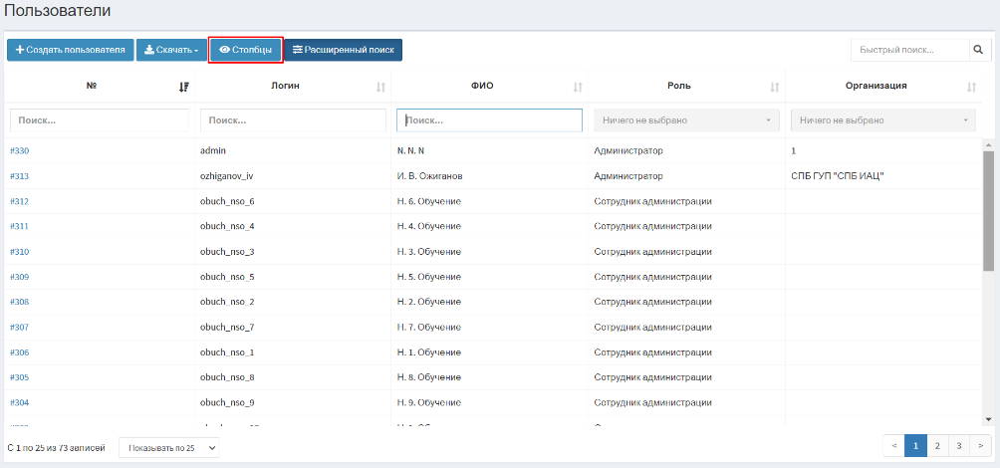 Пользователи
Создать пользователя Скачать Столбцы Расширенный поиск Быстрый поиск...
№ Логин ФИО Роль Организация
Поиск... Поиск... Поиск... Ничего не выбрано Ничего не выбрано
#330 admin N. N. N Администратор 1
#313 ozhiganov_iv И. В. Ожиганов Администратор СПБ ГУП "СПБ ИАЦ"
#312 obuch_nso_6 Н. 6. Обучение Сотрудник администрации
#311 obuch_nso_4 Н. 4. Обучение Сотрудник администрации
#310 obuch_nso_3 Н. 3. Обучение Сотрудник администрации
#309 obuch_nso_5 Н. 5. Обучение Сотрудник администрации
#308 obuch_nso_2 Н. 2. Обучение Сотрудник администрации
#307 obuch_nso_7 Н. 7. Обучение Сотрудник администрации
#306 obuch_nso_1 Н. 1. Обучение Сотрудник администрации
#305 obuch_nso_8 Н. 8. Обучение Сотрудник администрации
#304 obuch_nso_9 Н. 9. Обучение Сотрудник администрации
С 1 по 25 из 73 записей Показывать по 25 < 1 2 3 >